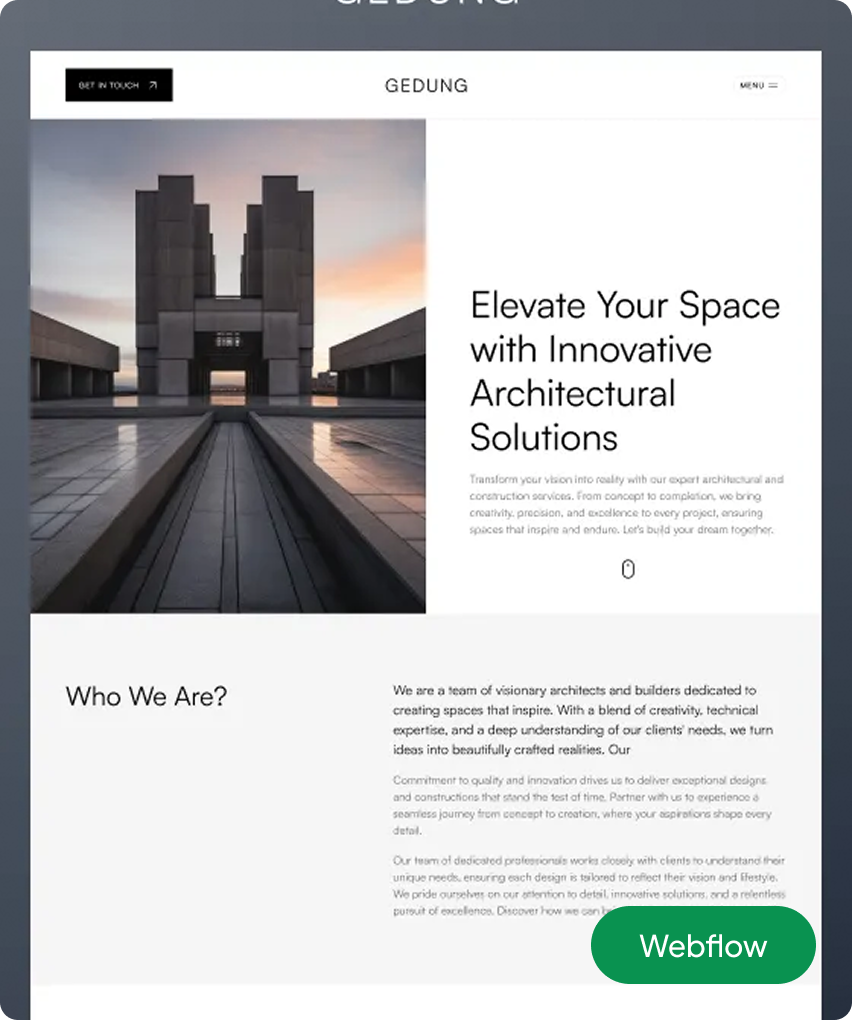 GEDUNG
GET IN TOUCH
GEDUNG
MENU
Elevate Your Space
with Innovative
Architectural
Solutions
Transform your vision into reality with our expert architectural and
construction services. From concept to completion, we bring
creativity, precision, and excellence to every project, ensuring
spaces that inspire and endure. Let's build your dream together.
Who We Are?
We are a team of visionary architects and builders dedicated to
creating spaces that inspire. With a blend of creativity, technical
expertise, and a deep understanding of our clients' needs, we turn
ideas into beautifully crafted realities. Our
Commitment to quality and innovation drives us to deliver exceptional designs
and constructions that stand the test of time. Partner with us to experience a
seamless journey from concept to creation, where your aspirations shape every
detail.
Our team of dedicated professionals works closely with clients to understand their
unique needs, ensuring each design is tailored to reflect their vision and lifestyle.
We pride ourselves on our attention to detail, innovative solutions, and a relentless
pursuit of excellence. Discover how we can
Webflow